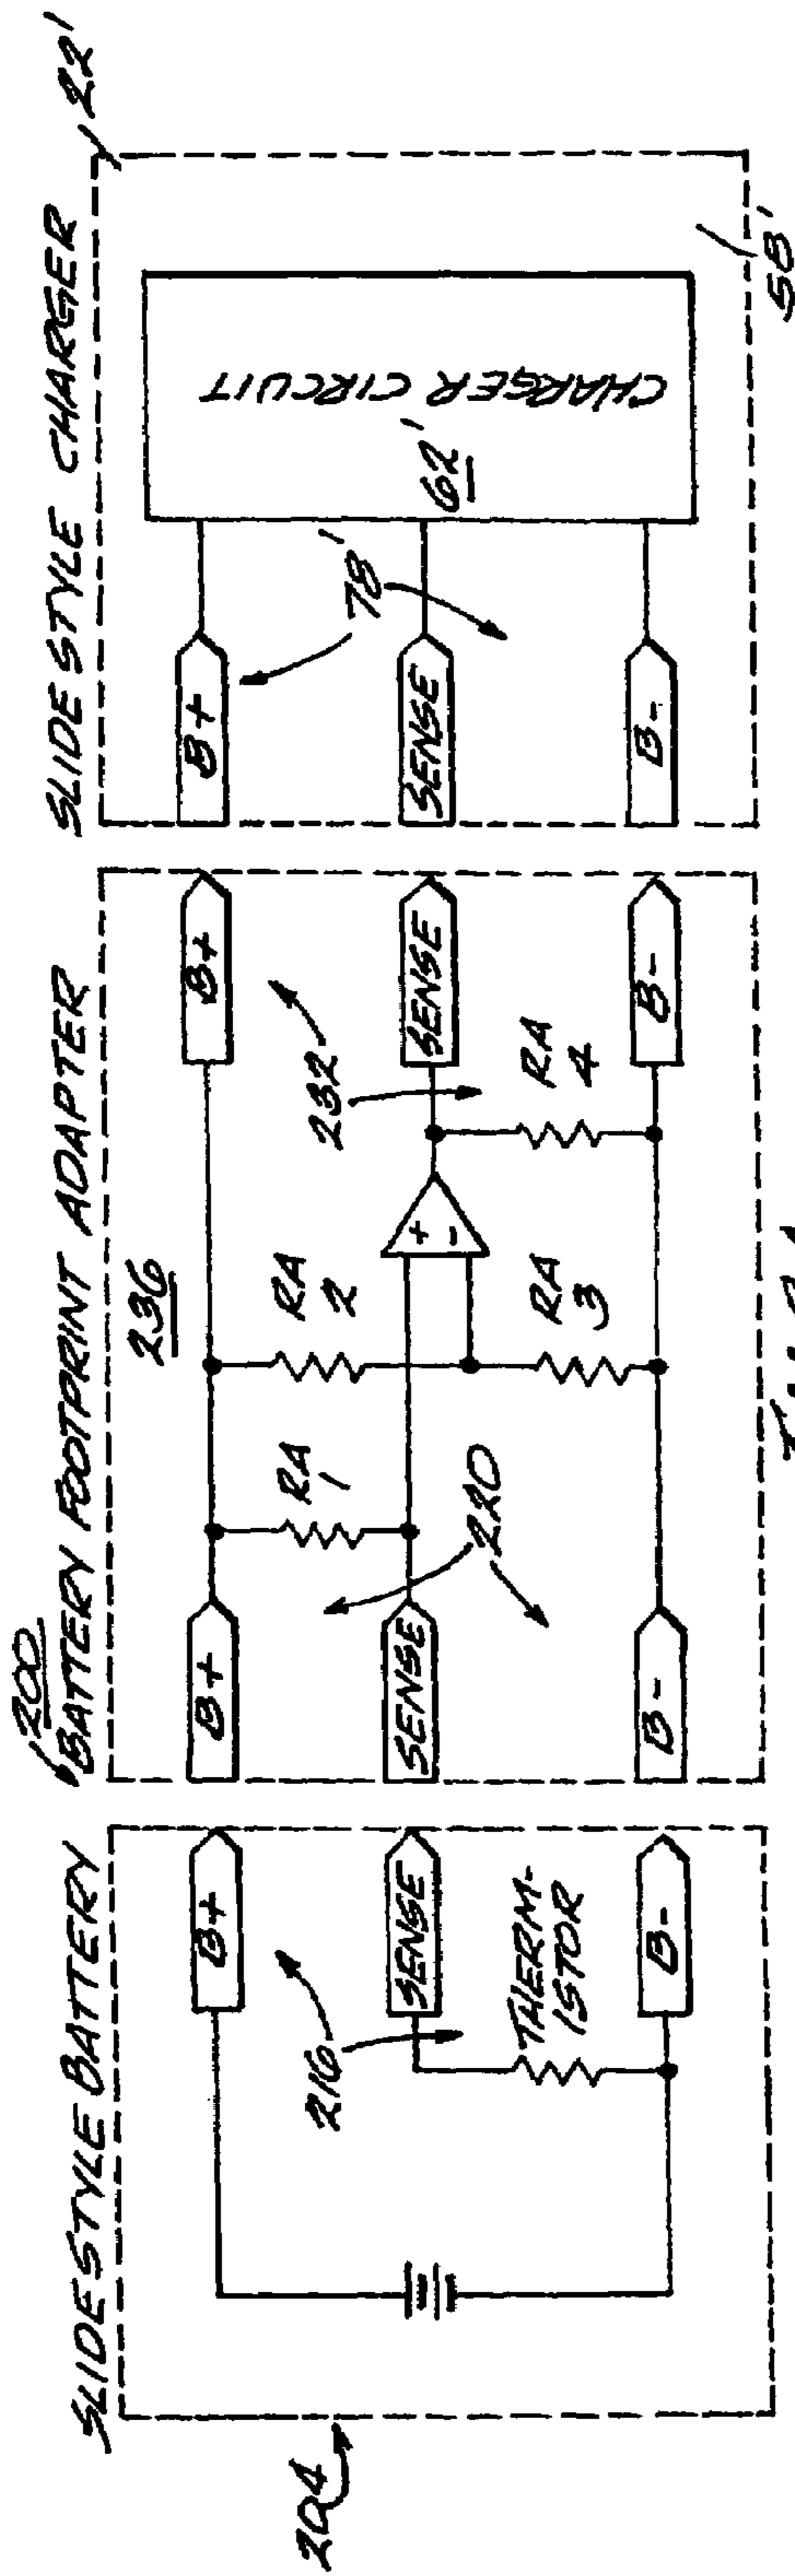 SLIDE STYLE BATTERY
204
B+
216
SENSE
THERM-
ISTOR
B-
200
BATTERY FOOTPRINT ADAPTER
236
B+
SENSE
B-
RA
1
220
RA
2
+
-
RA
3
232
RA
4
B+
SENSE
B-
SLIDE STYLE CHARGER
22'
B+
78'
SENSE
B-
62'
CHARGER CIRCUIT
58'